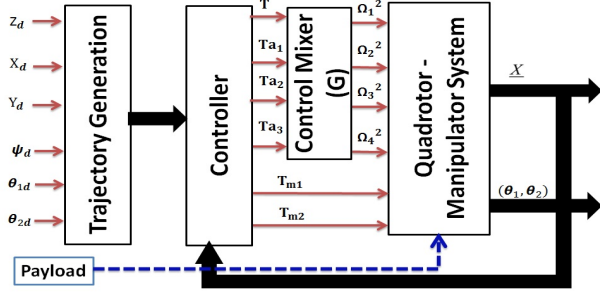 Z_d
X_d
Y_d
ψ_d
θ_1d
θ_2d
Trajectory Generation
Controller
T
Ta_1
Ta_2
Ta_3
T_m1
T_m2
Control Mixer
(G)
Ω_1^2
Ω_2^2
Ω_3^2
Ω_4^2
Quadrotor -
Manipulator System
X
(θ_1, θ_2)
Payload